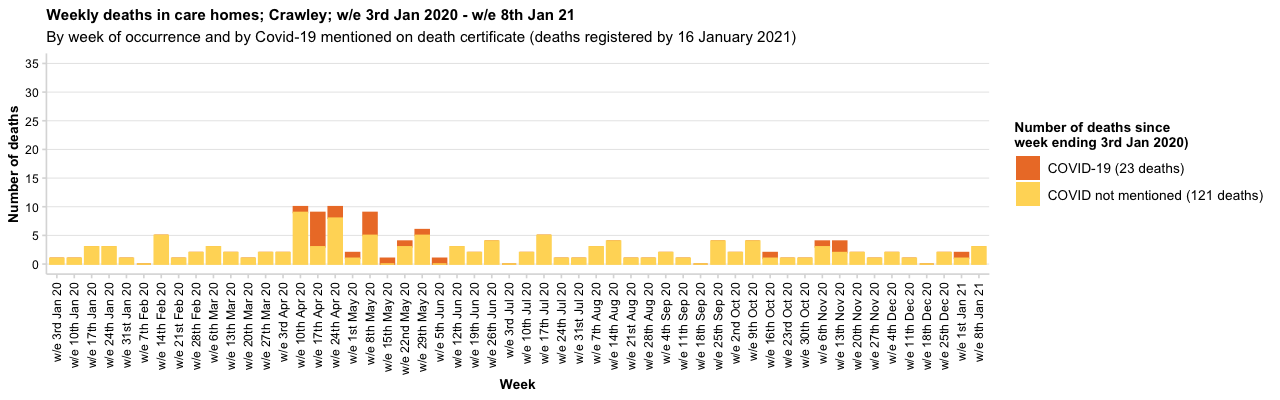 Weekly deaths in care homes; Crawley; w/e 3rd Jan 2020 - w/e 8th Jan 21
By week of occurrence and by Covid-19 mentioned on death certificate (deaths registered by 16 January 2021)
Number of deaths
35
30
25
20
15
10
5
0
w/e 3rd Jan 20
w/e 10th Jan 20
w/e 17th Jan 20
w/e 24th Jan 20
w/e 31st Jan 20
w/e 7th Feb 20
w/e 14th Feb 20
w/e 21st Feb 20
w/e 28th Feb 20
w/e 6th Mar 20
w/e 13th Mar 20
w/e 20th Mar 20
w/e 27th Mar 20
w/e 3rd Apr 20
w/e 10th Apr 20
w/e 17th Apr 20
w/e 24th Apr 20
w/e 1st May 20
w/e 8th May 20
w/e 15th May 20
w/e 22nd May 20
w/e 29th May 20
w/e 5th Jun 20
w/e 12th Jun 20
w/e 19th Jun 20
w/e 26th Jun 20
w/e 3rd Jul 20
w/e 10th Jul 20
w/e 17th Jul 20
w/e 24th Jul 20
w/e 31st Jul 20
w/e 7th Aug 20
w/e 14th Aug 20
w/e 21st Aug 20
w/e 28th Aug 20
w/e 4th Sep 20
w/e 11th Sep 20
w/e 18th Sep 20
w/e 25th Sep 20
w/e 2nd Oct 20
w/e 9th Oct 20
w/e 16th Oct 20
w/e 23rd Oct 20
w/e 30th Oct 20
w/e 6th Nov 20
w/e 13th Nov 20
w/e 20th Nov 20
w/e 27th Nov 20
w/e 4th Dec 20
w/e 11th Dec 20
w/e 18th Dec 20
w/e 25th Dec 20
w/e 1st Jan 21
w/e 8th Jan 21
Week
Number of deaths since
week ending 3rd Jan 2020)
COVID-19 (23 deaths)
COVID not mentioned (121 deaths)